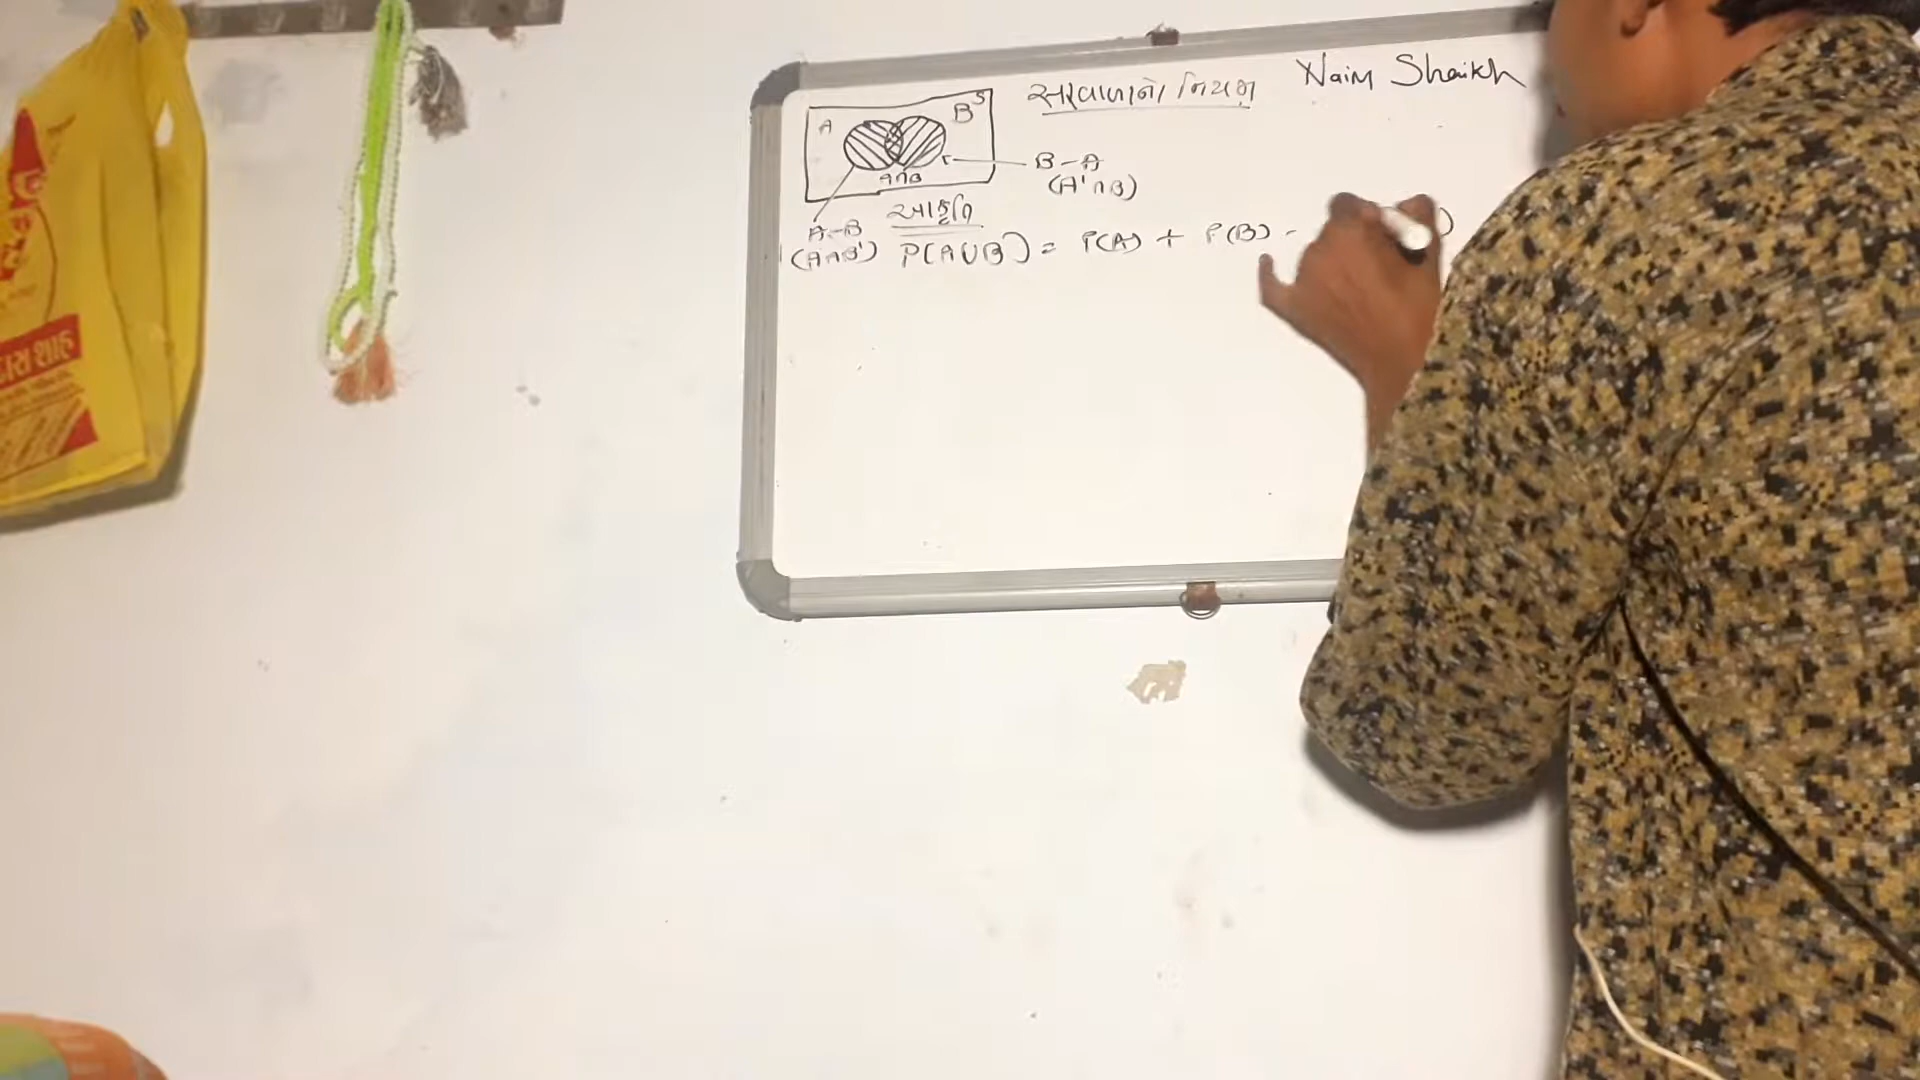 સરવાળાનો નિયમ
Naim Shaikh
S
A
B
A∩B
B - A
(A'∩B)
આકૃતિ
A-B
(A∩B')
P(A∪B) = P(A) + P(B) - )